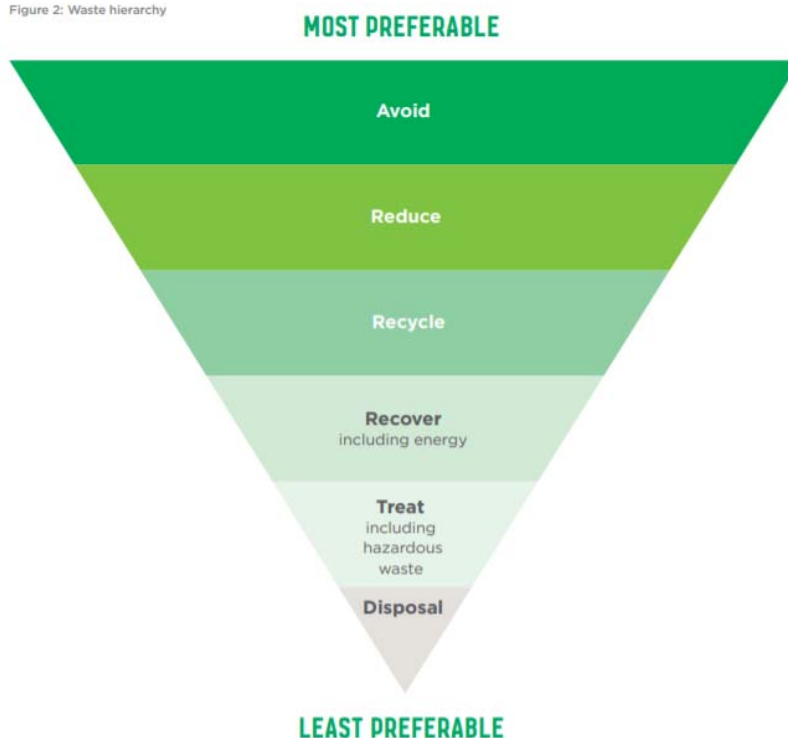 Figure 2: Waste hierarchy
MOST PREFERABLE
Avoid
Reduce
Recycle
Recover
including energy
Treat
including
hazardous
waste
Disposal
LEAST PREFERABLE